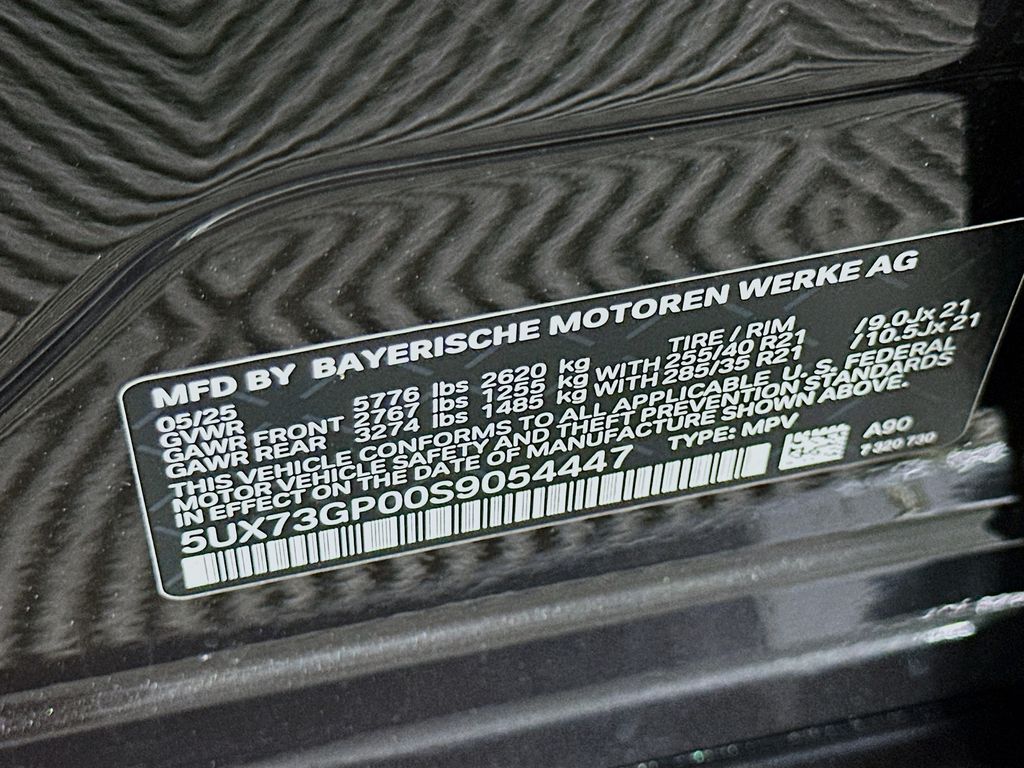 MFD BY BAYERISCHE MOTOREN WERKE AG
05/25 TIRE / RIM
GVWR 5776 lbs 2620 kg
GAWR FRONT 2767 lbs 1255 kg WITH 255/40 R21 /9.0Jx21
GAWR REAR 3274 lbs 1485 kg WITH 285/35 R21 /10.5Jx21
THIS VEHICLE CONFORMS TO ALL APPLICABLE U. S. FEDERAL
MOTOR VEHICLE SAFETY AND THEFT PREVENTION STANDARDS
IN EFFECT ON THE DATE OF MANUFACTURE SHOWN ABOVE.
5UX73GP00S9054447 TYPE: MPV A90
7320 730